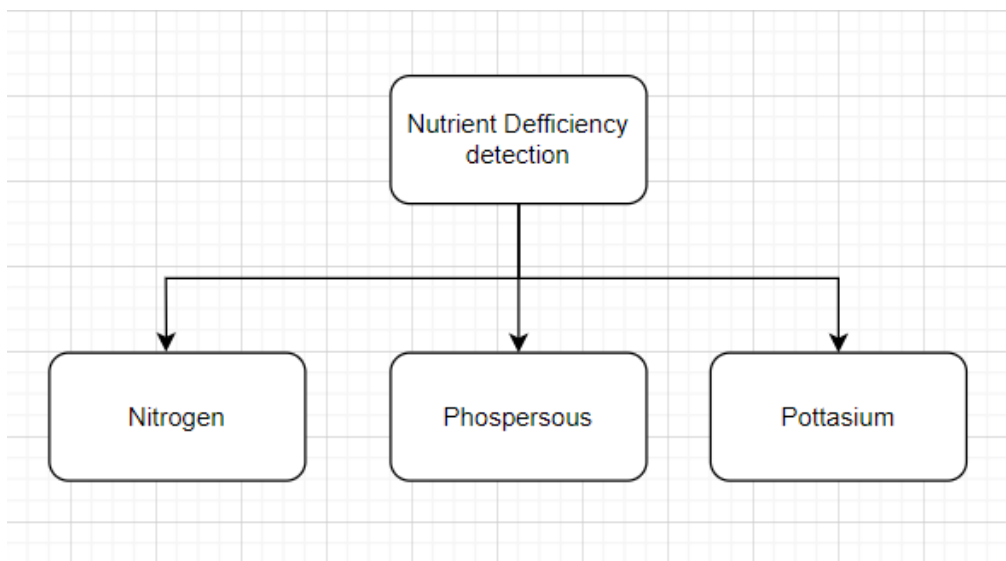 Nutrient Defficiency
detection
Nitrogen
Phospersous
Pottasium